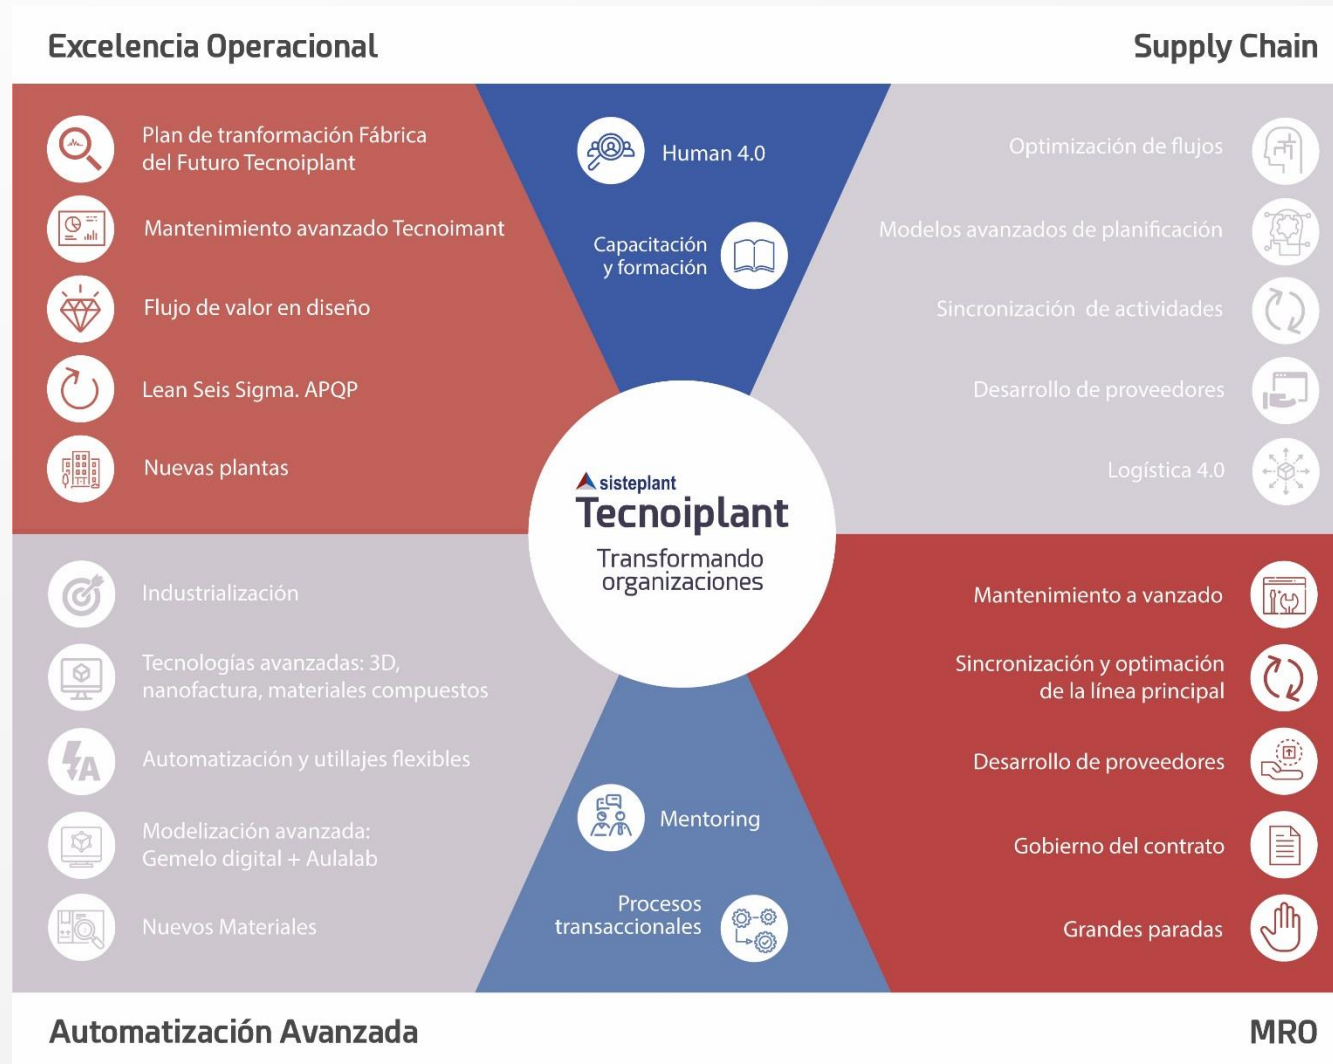 Excelencia Operacional
Supply Chain
Plan de tranformación Fábrica
del Futuro Tecnoiplant
Mantenimiento avanzado Tecnoimant
Flujo de valor en diseño
Lean Seis Sigma. APQP
Nuevas plantas
Human 4.0
Capacitación
y formación
Optimización de flujos
Modelos avanzados de planificación
Sincronización de actividades
Desarrollo de proveedores
Logística 4.0
sisteplant
Tecnoiplant
Transformando
organizaciones
Industrialización
Tecnologías avanzadas: 3D,
nanofactura, materiales compuestos
Automatización y utillajes flexibles
Modelización avanzada:
Gemelo digital + Aulalab
Nuevos Materiales
Mentoring
Procesos
transaccionales
Mantenimiento a vanzado
Sincronización y optimación
de la línea principal
Desarrollo de proveedores
Gobierno del contrato
Grandes paradas
Automatización Avanzada
MRO